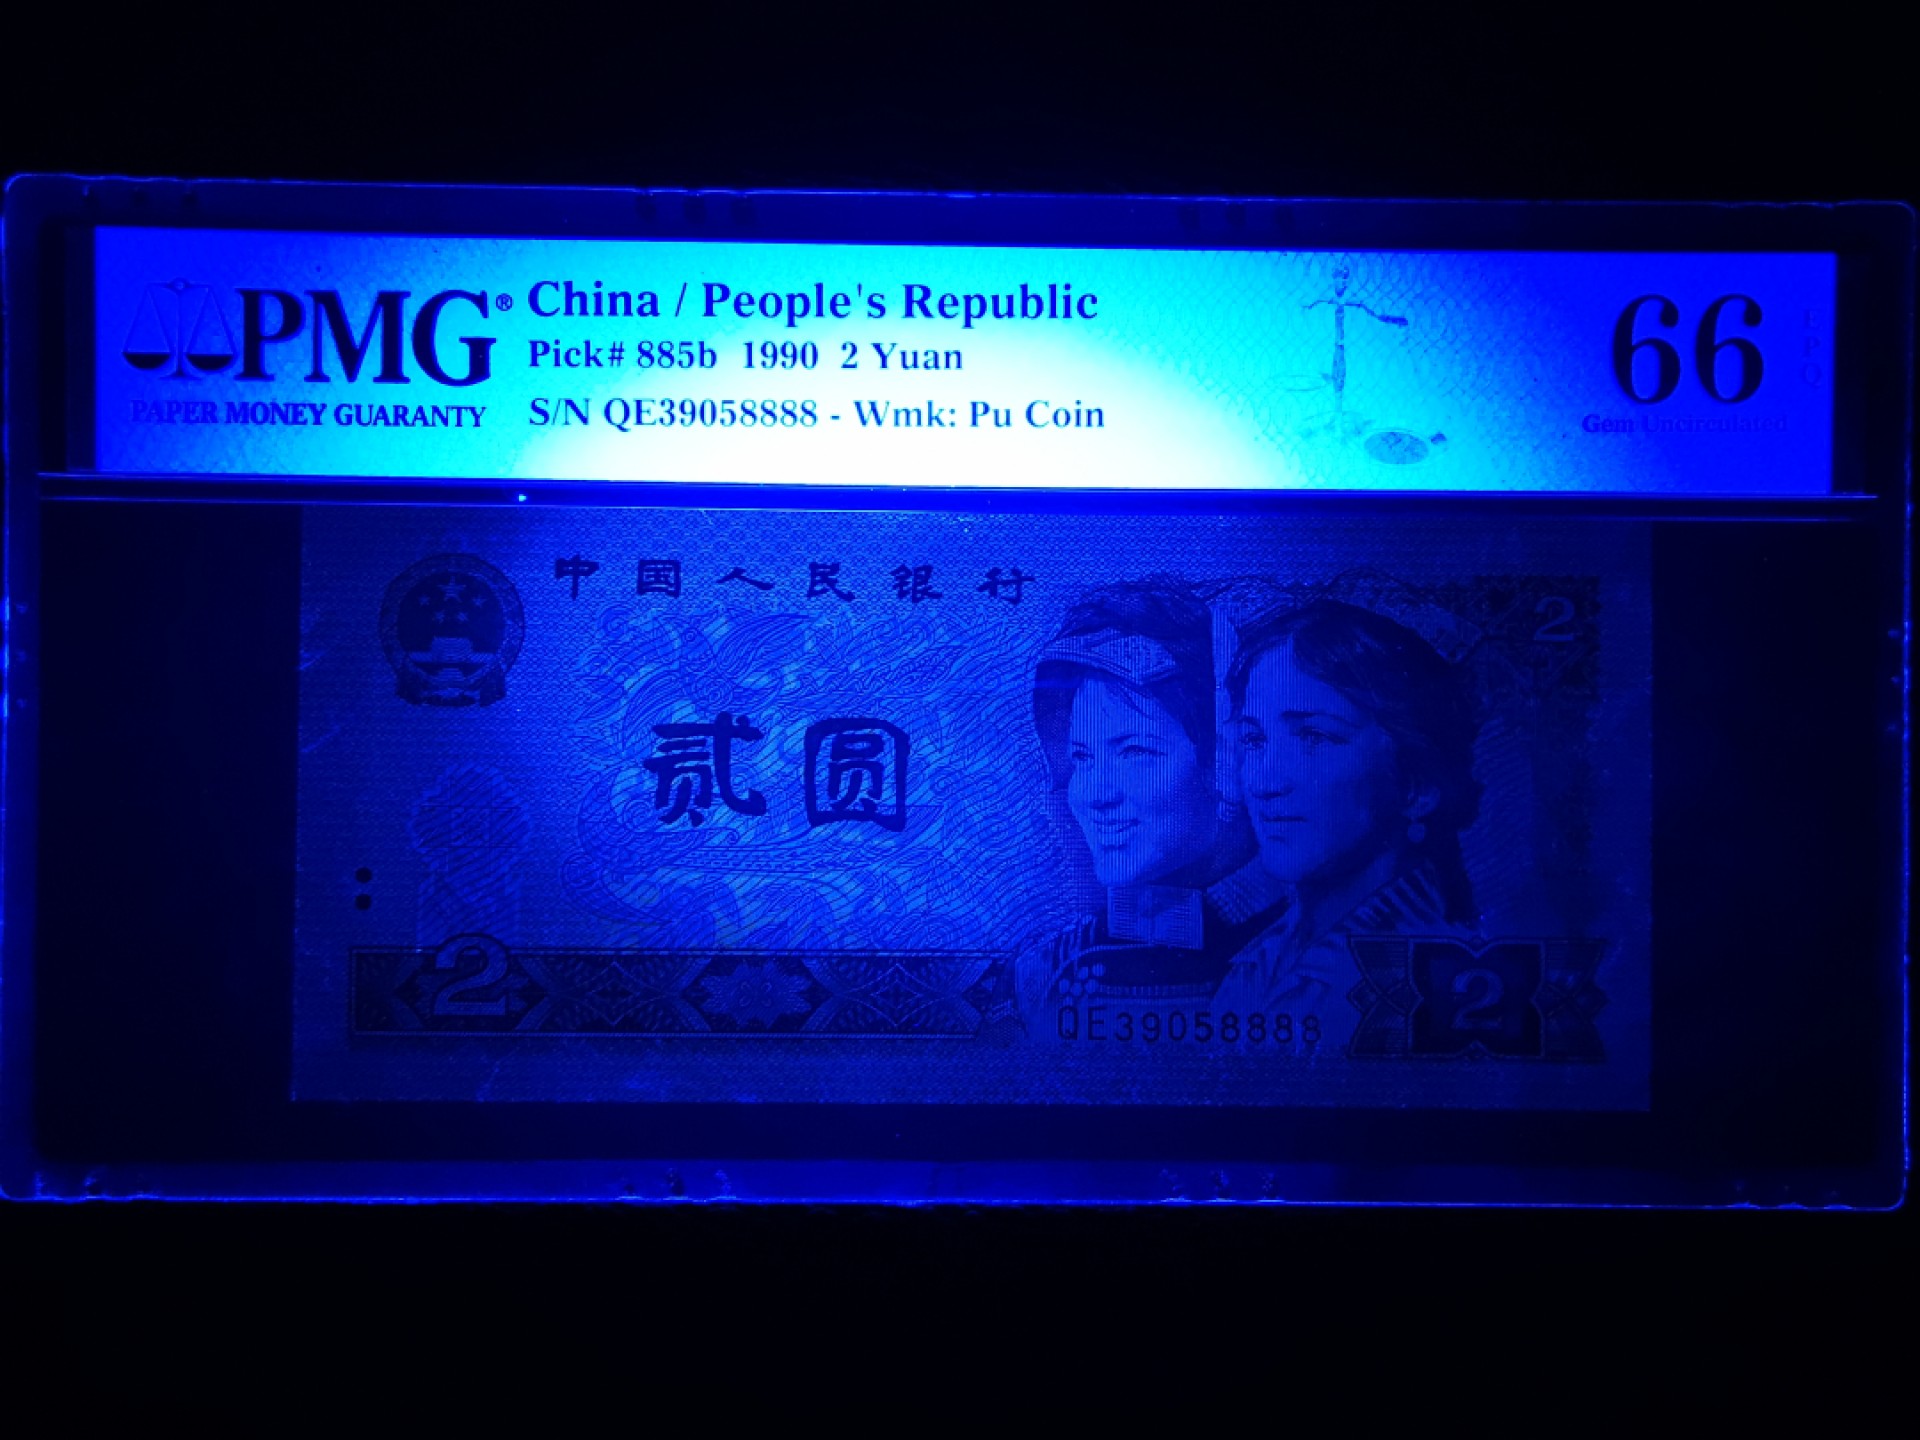 PMG®
PAPER MONEY GUARANTY
China / People's Republic
Pick# 885b 1990 2 Yuan
S/N QE39058888 - Wmk: Pu Coin
66
EPQ
Gem Uncirculated
中国人民银行
2
贰圆
2
QE39058888
2